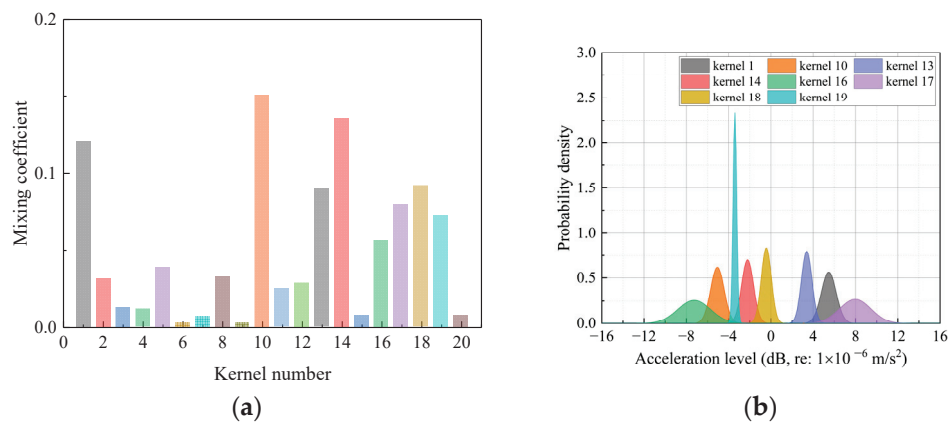 0.2
0.1
0.0
Mixing coefficient
0 2 4 6 8 10 12 14 16 18 20
Kernel number
(a)
3.0
2.5
2.0
1.5
1.0
0.5
0.0
Probability density
kernel 1 kernel 10 kernel 13
kernel 14 kernel 16 kernel 17
kernel 18 kernel 19
−16 −12 −8 −4 0 4 8 12 16
Acceleration level (dB, re: 1×10⁻⁶ m/s²)
(b)